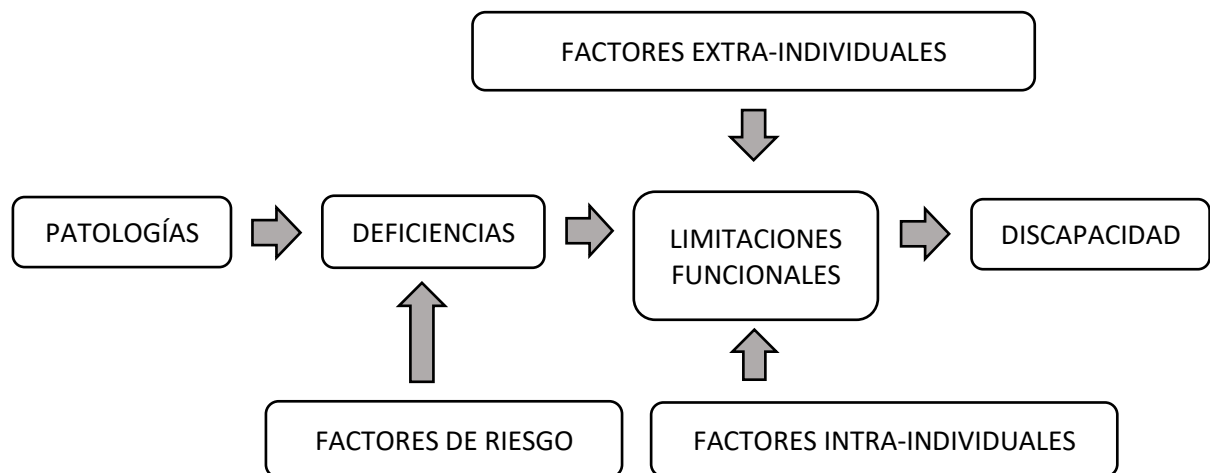 FACTORES EXTRA-INDIVIDUALES
PATOLOGÍAS
DEFICIENCIAS
LIMITACIONES
FUNCIONALES
DISCAPACIDAD
FACTORES DE RIESGO
FACTORES INTRA-INDIVIDUALES